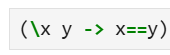 (\x y -> x==y)